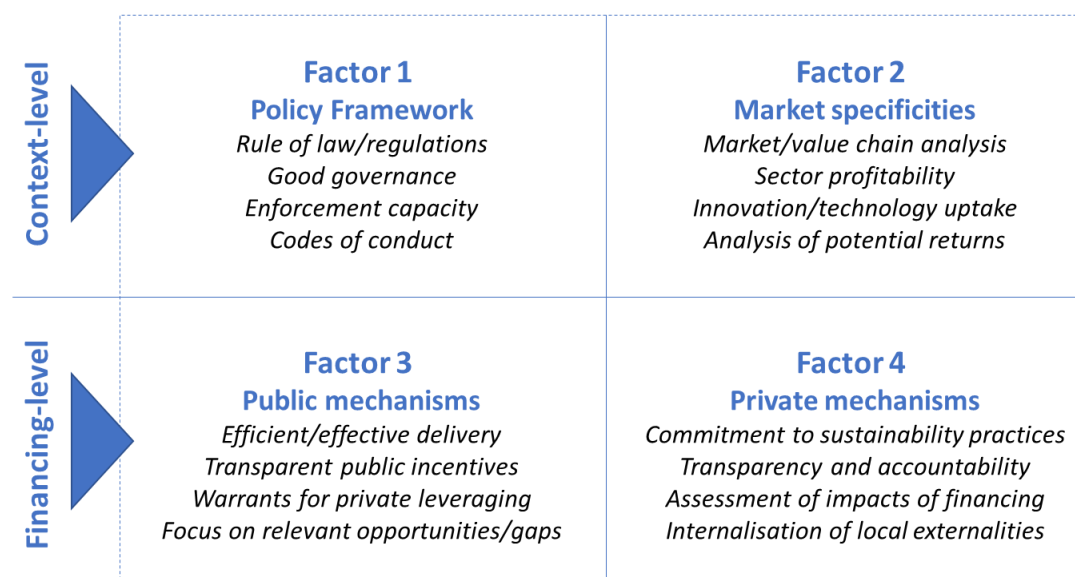 Context-level
Factor 1
Policy Framework
Rule of law/regulations
Good governance
Enforcement capacity
Codes of conduct
Factor 2
Market specificities
Market/value chain analysis
Sector profitability
Innovation/technology uptake
Analysis of potential returns
Financing-level
Factor 3
Public mechanisms
Efficient/effective delivery
Transparent public incentives
Warrants for private leveraging
Focus on relevant opportunities/gaps
Factor 4
Private mechanisms
Commitment to sustainability practices
Transparency and accountability
Assessment of impacts of financing
Internalisation of local externalities